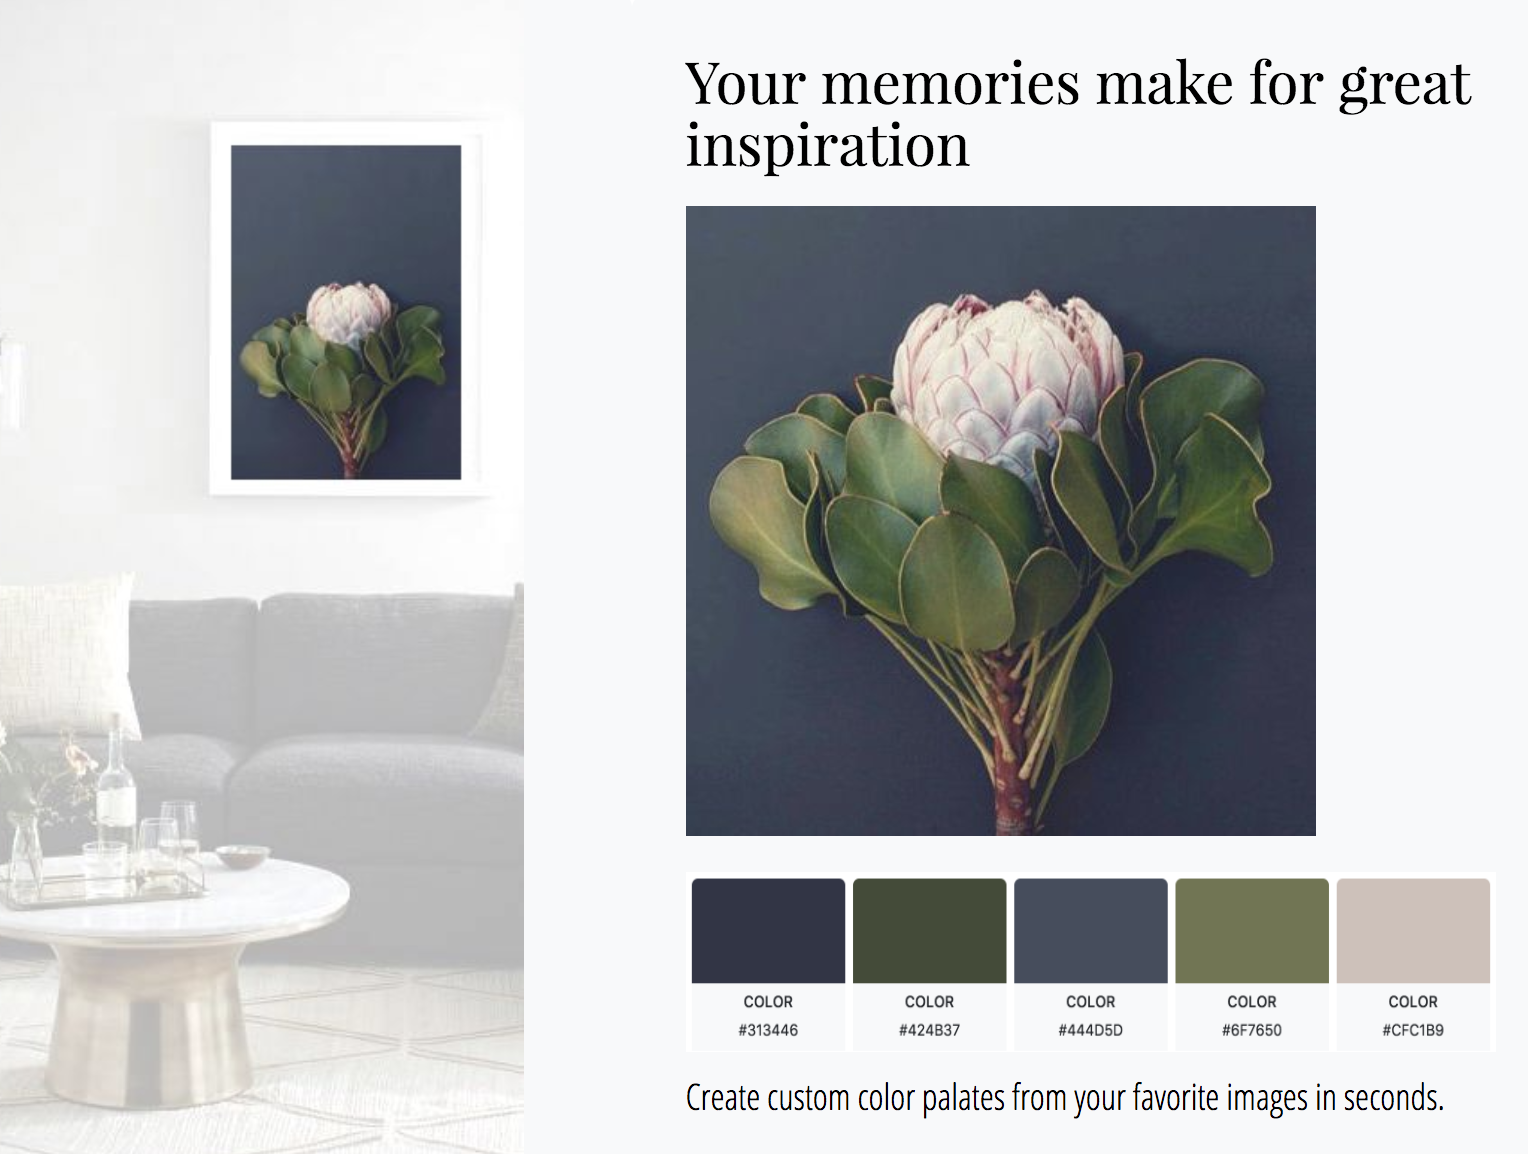 Your memories make for great
inspiration
COLOR COLOR COLOR COLOR COLOR
#313446 #424B37 #444D5D #6F7650 #CFC1B9
Create custom color palates from your favorite images in seconds.